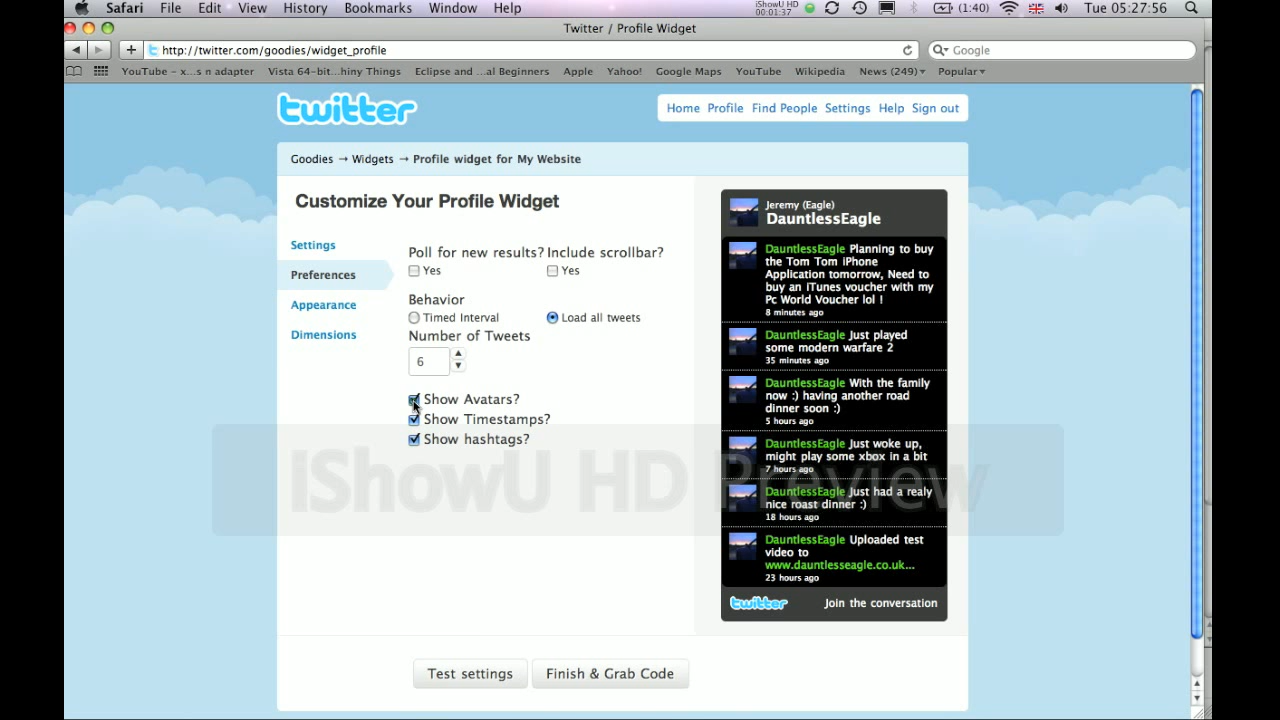 Safari File Edit View History Bookmarks Window Help
iShowU HD
00:01:37
(1:40)
Tue 05:27:56
Twitter / Profile Widget
http://twitter.com/goodies/widget_profile
Google
YouTube - x...s n adapter Vista 64-bit...hiny Things Eclipse and ...al Beginners Apple Yahoo! Google Maps YouTube Wikipedia News (249) Popular
twitter
Home Profile Find People Settings Help Sign out
Goodies → Widgets → Profile widget for My Website
Customize Your Profile Widget
Settings
Preferences
Appearance
Dimensions
Poll for new results? Include scrollbar?
Yes Yes
Behavior
Timed Interval Load all tweets
Number of Tweets
6
Show Avatars?
Show Timestamps?
Show hashtags?
Jeremy (Eagle)
DauntlessEagle
DauntlessEagle Planning to buy
the Tom Tom iPhone
Application tomorrow, Need to
buy an iTunes voucher with my
Pc World Voucher lol !
8 minutes ago
DauntlessEagle Just played
some modern warfare 2
35 minutes ago
DauntlessEagle With the family
now :) having another road
dinner soon :)
5 hours ago
DauntlessEagle Just woke up,
might play some xbox in a bit
7 hours ago
DauntlessEagle Just had a realy
nice roast dinner :)
18 hours ago
DauntlessEagle Uploaded test
video to
www.dauntlesseagle.co.uk...
23 hours ago
twitter Join the conversation
IShowU HD Preview
Test settings Finish & Grab Code